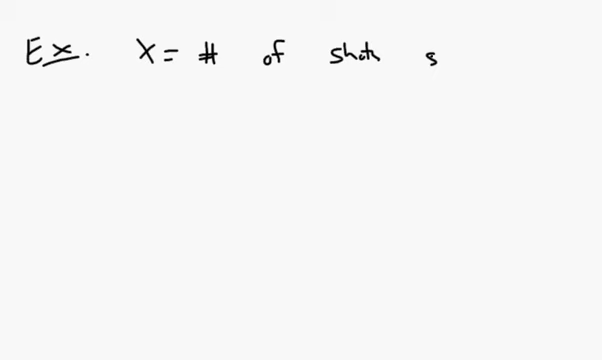 Ex. X = # of shots s